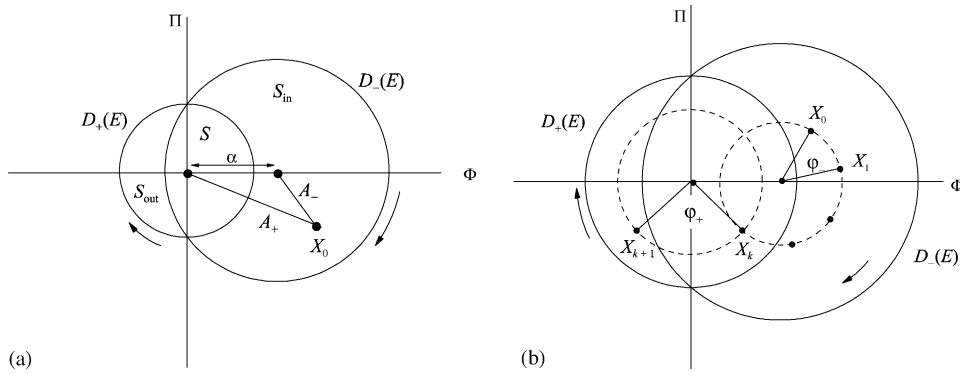 Π
D₋(E)
S_in
D₊(E)
S
α
Φ
A₋
S_out
A₊
X₀
(a)
Π
D₊(E)
X₀
X₁
φ₋
Φ
φ₊
X_{k+1}
X_k
D₋(E)
(b)